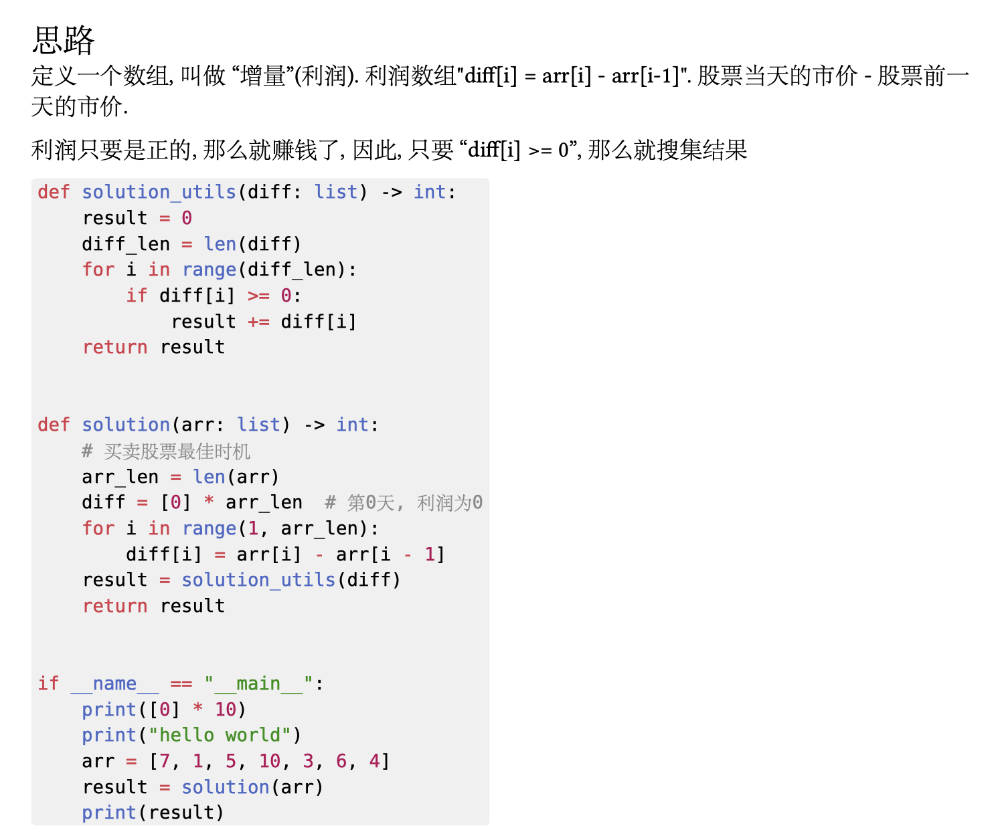 思路
定义一个数组, 叫做 “增量”(利润). 利润数组"diff[i] = arr[i] - arr[i-1]". 股票当天的市价 - 股票前一
天的市价.
利润只要是正的, 那么就赚钱了, 因此, 只要 “diff[i] >= 0”, 那么就搜集结果
def solution_utils(diff: list) -> int:
    result = 0
    diff_len = len(diff)
    for i in range(diff_len):
        if diff[i] >= 0:
            result += diff[i]
    return result
def solution(arr: list) -> int:
    # 买卖股票最佳时机
    arr_len = len(arr)
    diff = [0] * arr_len  # 第0天, 利润为0
    for i in range(1, arr_len):
        diff[i] = arr[i] - arr[i - 1]
    result = solution_utils(diff)
    return result
if __name__ == "__main__":
    print([0] * 10)
    print("hello world")
    arr = [7, 1, 5, 10, 3, 6, 4]
    result = solution(arr)
    print(result)